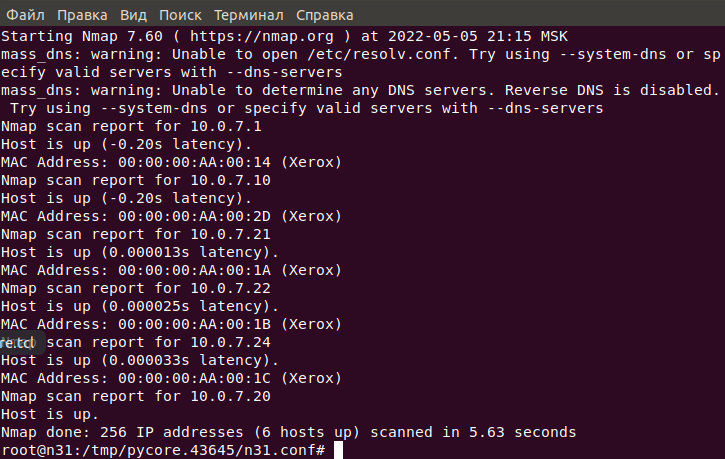 Файл Правка Вид Поиск Терминал Справка
Starting Nmap 7.60 ( https://nmap.org ) at 2022-05-05 21:15 MSK
mass_dns: warning: Unable to open /etc/resolv.conf. Try using --system-dns or sp
ecify valid servers with --dns-servers
mass_dns: warning: Unable to determine any DNS servers. Reverse DNS is disabled.
 Try using --system-dns or specify valid servers with --dns-servers
Nmap scan report for 10.0.7.1
Host is up (-0.20s latency).
MAC Address: 00:00:00:AA:00:14 (Xerox)
Nmap scan report for 10.0.7.10
Host is up (-0.20s latency).
MAC Address: 00:00:00:AA:00:2D (Xerox)
Nmap scan report for 10.0.7.21
Host is up (0.000013s latency).
MAC Address: 00:00:00:AA:00:1A (Xerox)
Nmap scan report for 10.0.7.22
Host is up (0.000025s latency).
MAC Address: 00:00:00:AA:00:1B (Xerox)
re.tcl scan report for 10.0.7.24
Host is up (0.000033s latency).
MAC Address: 00:00:00:AA:00:1C (Xerox)
Nmap scan report for 10.0.7.20
Host is up.
Nmap done: 256 IP addresses (6 hosts up) scanned in 5.63 seconds
root@n31:/tmp/pycore.43645/n31.conf#